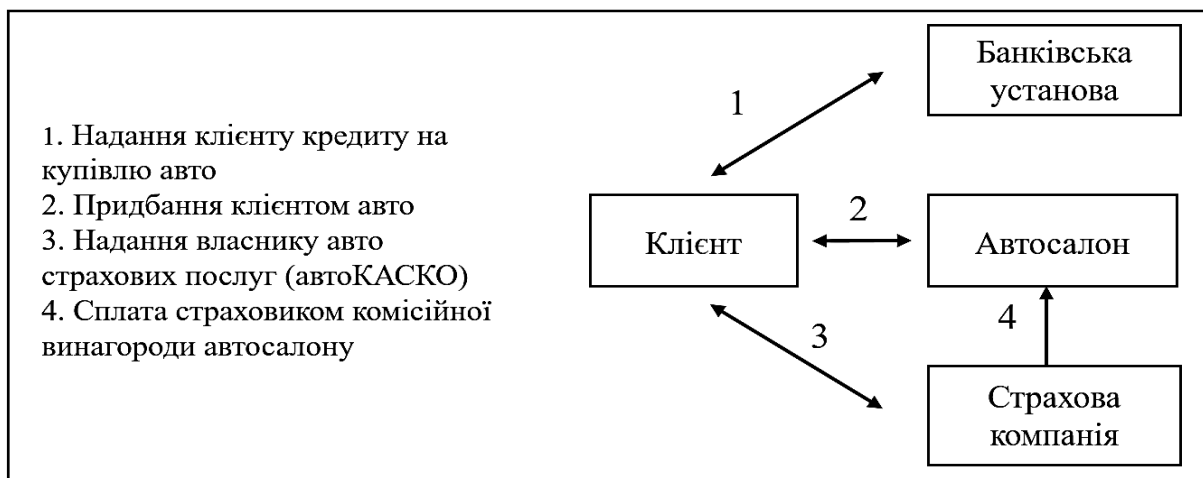 1. Надання клієнту кредиту на
купівлю авто
2. Придбання клієнтом авто
3. Надання власнику авто
страхових послуг (автоКАСКО)
4. Сплата страховиком комісійної
винагороди автосалону
Банківська
установа
1
Клієнт
2
Автосалон
3
4
Страхова
компанія